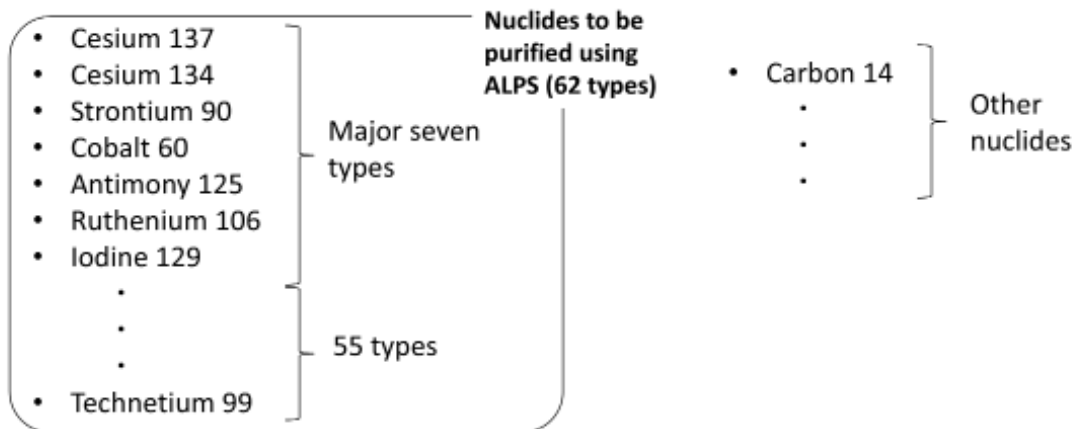 • Cesium 137
• Cesium 134
• Strontium 90
• Cobalt 60
• Antimony 125
• Ruthenium 106
• Iodine 129
・
・
・
• Technetium 99
Major seven
types
55 types
Nuclides to be
purified using
ALPS (62 types)
• Carbon 14
・
・
・
Other
nuclides